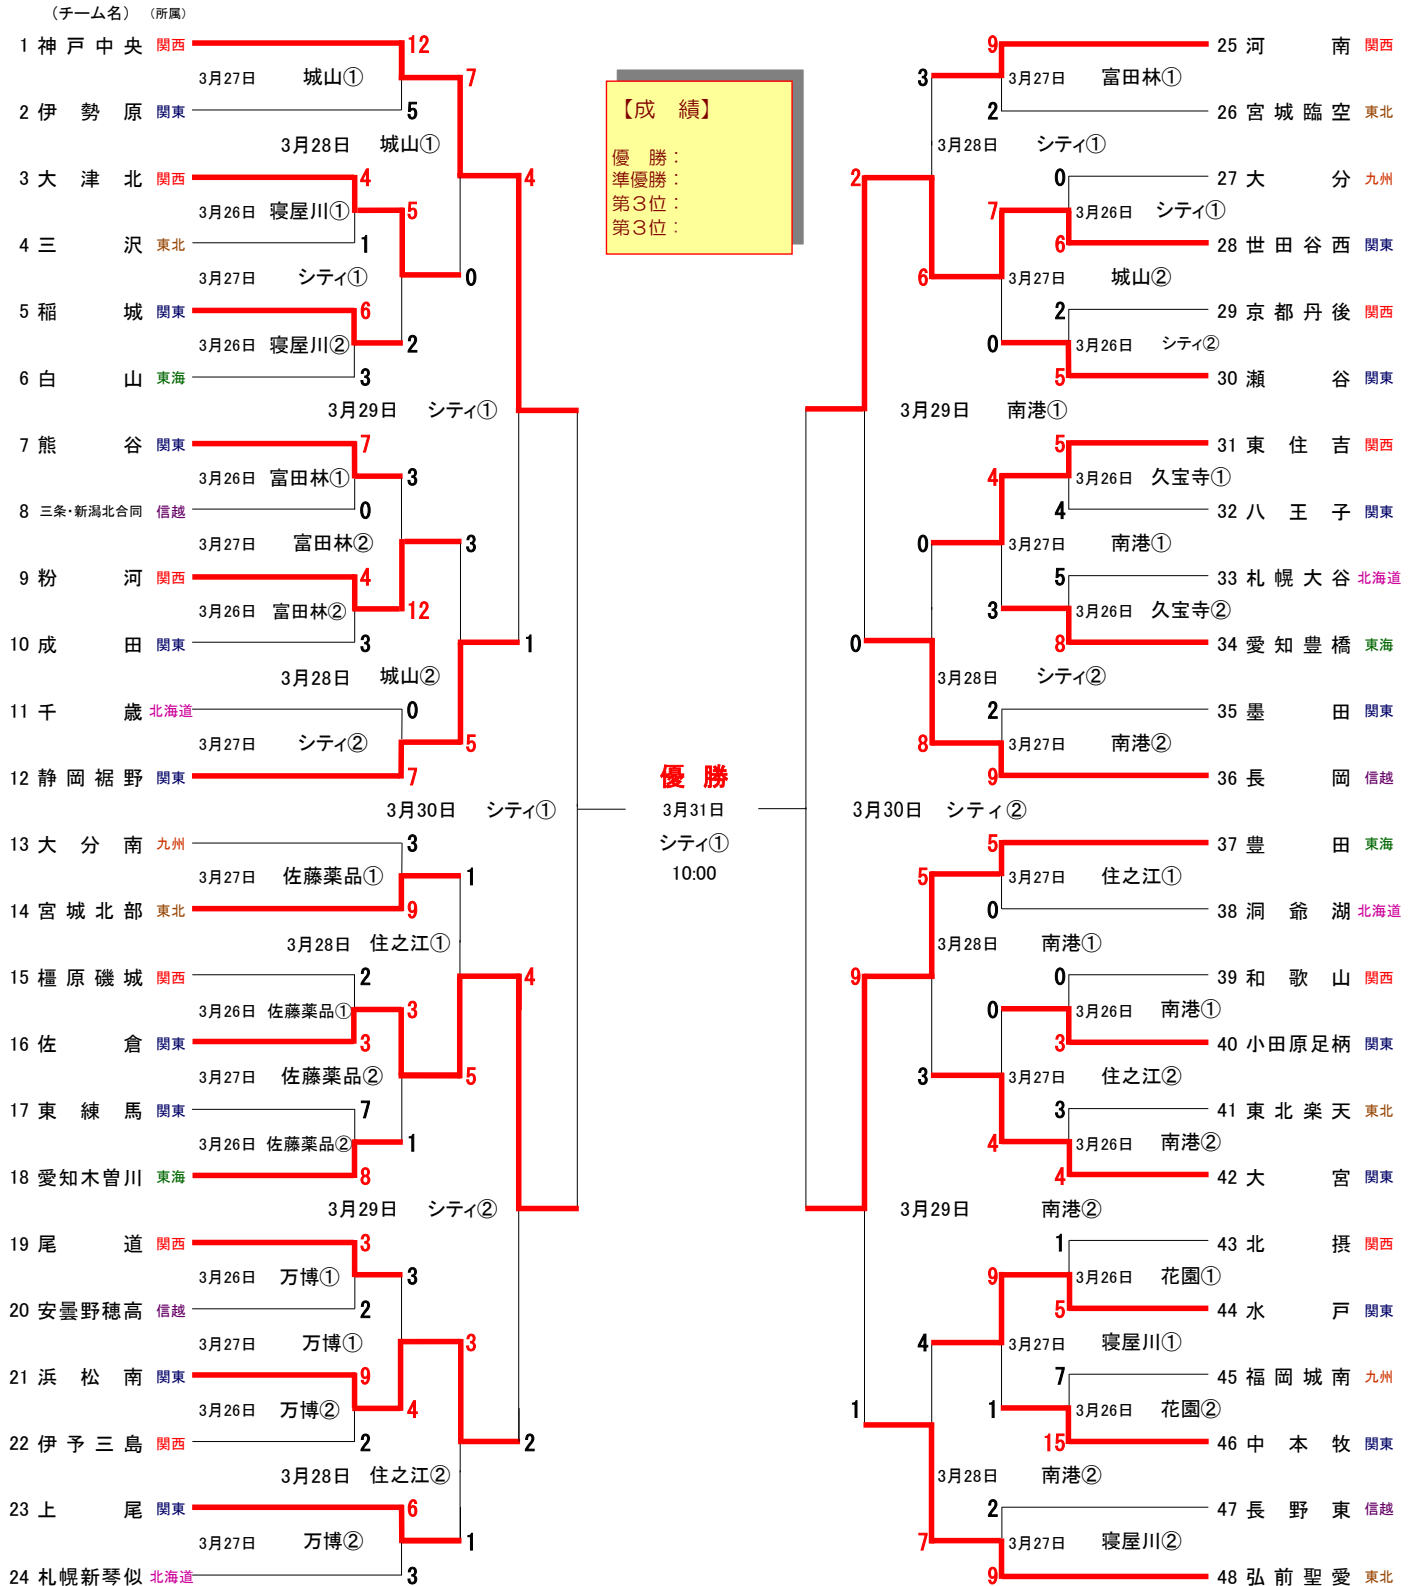 （チーム名） （所属）
1 神戸中央 関西 12
3月27日 城山① 7
2 伊勢原 関東 5
3月28日 城山①
3 大津北 関西 4 4
3月26日 寝屋川① 5
4 三沢 東北 1
3月27日 シティ① 0
5 稲城 関東 6
3月26日 寝屋川② 2
6 白山 東海 3
3月29日 シティ①
7 熊谷 関東 7
3月26日 富田林① 3
8 三条・新潟北合同 信越 0
3月27日 富田林② 3
9 粉河 関西 4
3月26日 富田林② 12
10 成田 関東 3 1
3月28日 城山②
11 千歳 北海道 0
3月27日 シティ② 5
12 静岡裾野 関東 7
3月30日 シティ①
13 大分南 九州 3
3月27日 佐藤薬品① 1
14 宮城北部 東北 9
3月28日 住之江①
15 橿原磯城 関西 2 4
3月26日 佐藤薬品① 3
16 佐倉 関東 3
3月27日 佐藤薬品② 5
17 東練馬 関東 7
3月26日 佐藤薬品② 1
18 愛知木曽川 東海 8
3月29日 シティ②
19 尾道 関西 3
3月26日 万博① 3
20 安曇野穂高 信越 2
3月27日 万博① 3
21 浜松南 関東 9
3月26日 万博② 4
22 伊予三島 関西 2 2
3月28日 住之江②
23 上尾 関東 6
3月27日 万博② 1
24 札幌新琴似 北海道 3
【成績】
優勝：
準優勝：
第３位：
第３位：
優勝
3月31日
シティ①
10:00
9 25 河南 関西
3 3月27日 富田林①
2 26 宮城臨空 東北
3月28日 シティ①
2 0 27 大分 九州
7 3月26日 シティ①
6 28 世田谷西 関東
6 3月27日 城山②
2 29 京都丹後 関西
0 3月26日 シティ②
5 30 瀬谷 関東
3月29日 南港①
5 31 東住吉 関西
4 3月26日 久宝寺①
4 32 八王子 関東
0 3月27日 南港①
5 33 札幌大谷 北海道
3 3月26日 久宝寺②
0 8 34 愛知豊橋 東海
3月28日 シティ②
2 35 墨田 関東
8 3月27日 南港②
9 36 長岡 信越
3月30日 シティ②
5 37 豊田 東海
5 3月27日 住之江①
0 38 洞爺湖 北海道
3月28日 南港①
9 0 39 和歌山 関西
0 3月26日 南港①
3 40 小田原足柄 関東
3 3月27日 住之江②
3 41 東北楽天 東北
4 3月26日 南港②
4 42 大宮 関東
3月29日 南港②
1 43 北摂 関西
9 3月26日 花園①
5 44 水戸 関東
4 3月27日 寝屋川①
7 45 福岡城南 九州
1 1 3月26日 花園②
15 46 中本牧 関東
3月28日 南港②
2 47 長野東 信越
7 3月27日 寝屋川②
9 48 弘前聖愛 東北